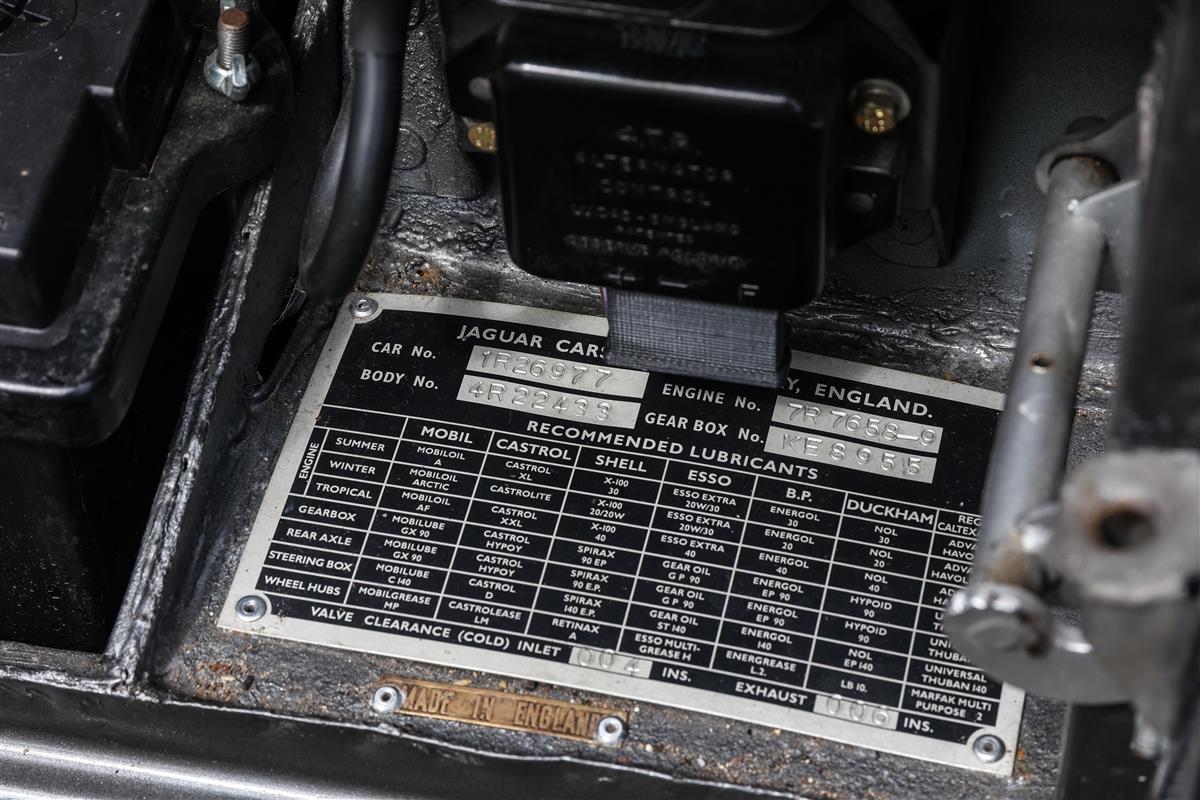 4.T.R.
ALTERNATOR
CONTROL
+ — F
JAGUAR CARS Y, ENGLAND.
CAR No. 1R26977 ENGINE No. 7R7658-9
BODY No. 4R22433 GEAR BOX No. KE8955
RECOMMENDED LUBRICANTS
MOBIL CASTROL SHELL ESSO B.P. DUCKHAM
ENGINE
SUMMER MOBILOIL A CASTROL XL X-100 30 ESSO EXTRA 20W/30 ENERGOL 30 NOL 30
WINTER MOBILOIL ARCTIC CASTROLITE X-100 20/20W ESSO EXTRA 20W/30 ENERGOL 20 NOL 20
TROPICAL MOBILOIL AF CASTROL XXL X-100 40 ESSO EXTRA 40 ENERGOL 40 NOL 40
GEARBOX MOBILUBE GX 90 CASTROL HYPOY SPIRAX 90 EP GEAR OIL GP 90 ENERGOL EP 90 HYPOID 90
REAR AXLE MOBILUBE GX 90 CASTROL HYPOY SPIRAX 90 E.P. GEAR OIL GP 90 ENERGOL EP 90 HYPOID 90
STEERING BOX MOBILUBE C 140 CASTROL D SPIRAX 140 E.P. GEAR OIL ST 140 ENERGOL 140 NOL EP 140 UNIVERSAL THUBAN 140
WHEEL HUBS MOBILGREASE MP CASTROLEASE LM RETINAX A ESSO MULTI-GREASE H ENERGREASE L.2. LB 10. MARFAK MULTI PURPOSE 2
VALVE CLEARANCE (COLD) INLET 004 INS. EXHAUST 006 INS.
MADE IN ENGLAND